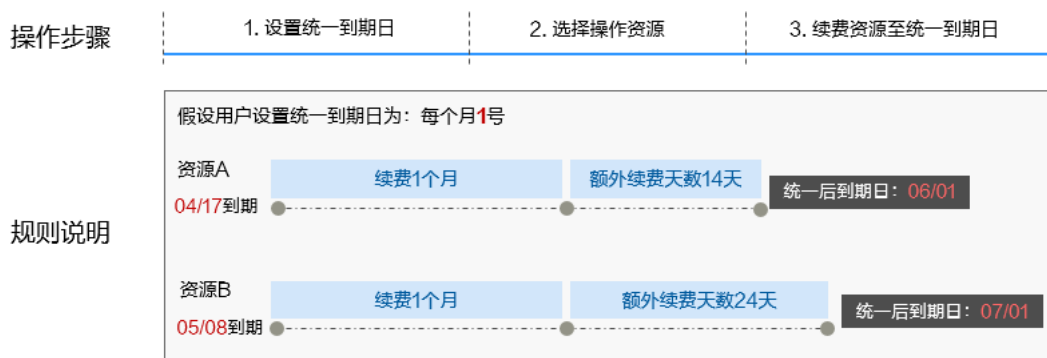 操作步骤
1. 设置统一到期日
2. 选择操作资源
3. 续费资源至统一到期日
假设用户设置统一到期日为：每个月1号
规则说明
资源A
续费1个月
额外续费天数14天
04/17到期
统一后到期日：06/01
资源B
续费1个月
额外续费天数24天
05/08到期
统一后到期日：07/01